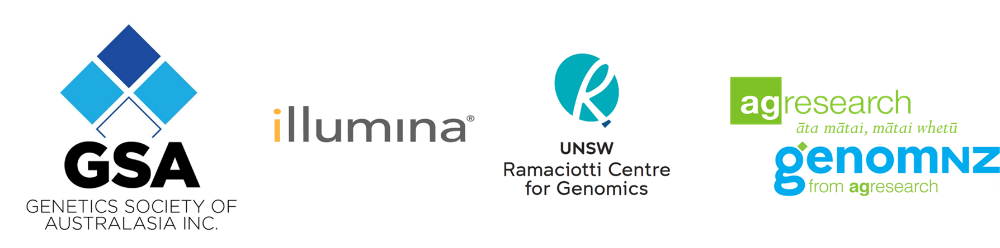 GSA
GENETICS SOCIETY OF
AUSTRALASIA INC.
illumina®
R
UNSW
Ramaciotti Centre
for Genomics
agresearch
āta mātai, mātai whetū
genomNZ
from agresearch